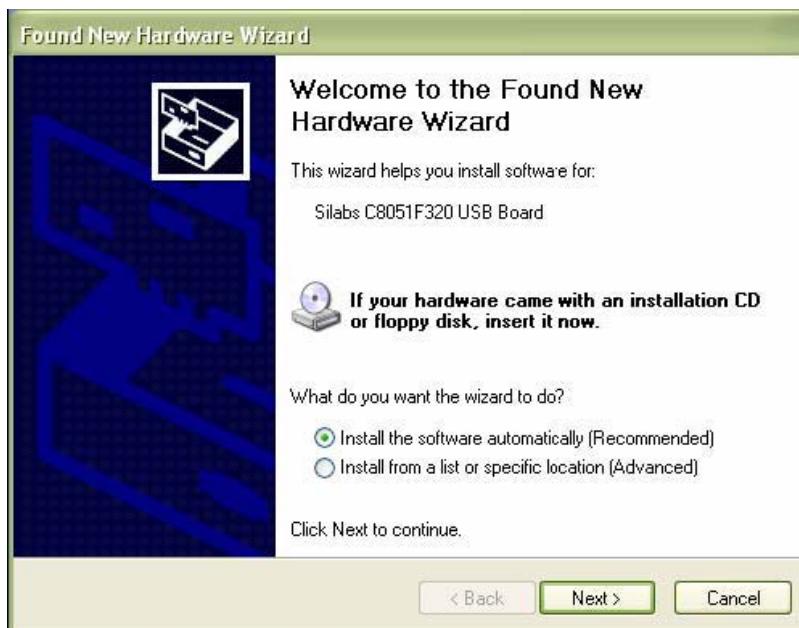 Found New Hardware Wizard
Welcome to the Found New
Hardware Wizard
This wizard helps you install software for:
Silabs C8051F320 USB Board
If your hardware came with an installation CD
or floppy disk, insert it now.
What do you want the wizard to do?
Install the software automatically (Recommended)
Install from a list or specific location (Advanced)
Click Next to continue.
< Back
Next >
Cancel